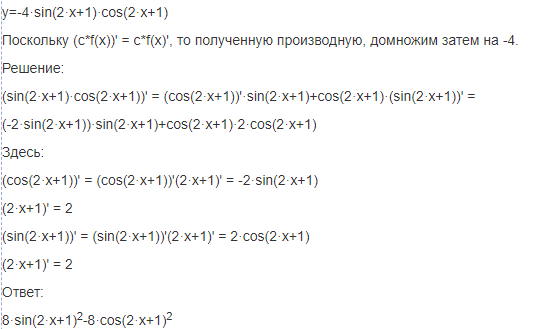 y=-4·sin(2·x+1)·cos(2·x+1)
Поскольку (c*f(x))' = c*f(x)', то полученную производную, домножим затем на -4.
Решение:
(sin(2·x+1)·cos(2·x+1))' = (cos(2·x+1))'·sin(2·x+1)+cos(2·x+1)·(sin(2·x+1))' =
(-2·sin(2·x+1))·sin(2·x+1)+cos(2·x+1)·2·cos(2·x+1)
Здесь:
(cos(2·x+1))' = (cos(2·x+1))'(2·x+1)' = -2·sin(2·x+1)
(2·x+1)' = 2
(sin(2·x+1))' = (sin(2·x+1))'(2·x+1)' = 2·cos(2·x+1)
(2·x+1)' = 2
Ответ:
8·sin(2·x+1)²-8·cos(2·x+1)²